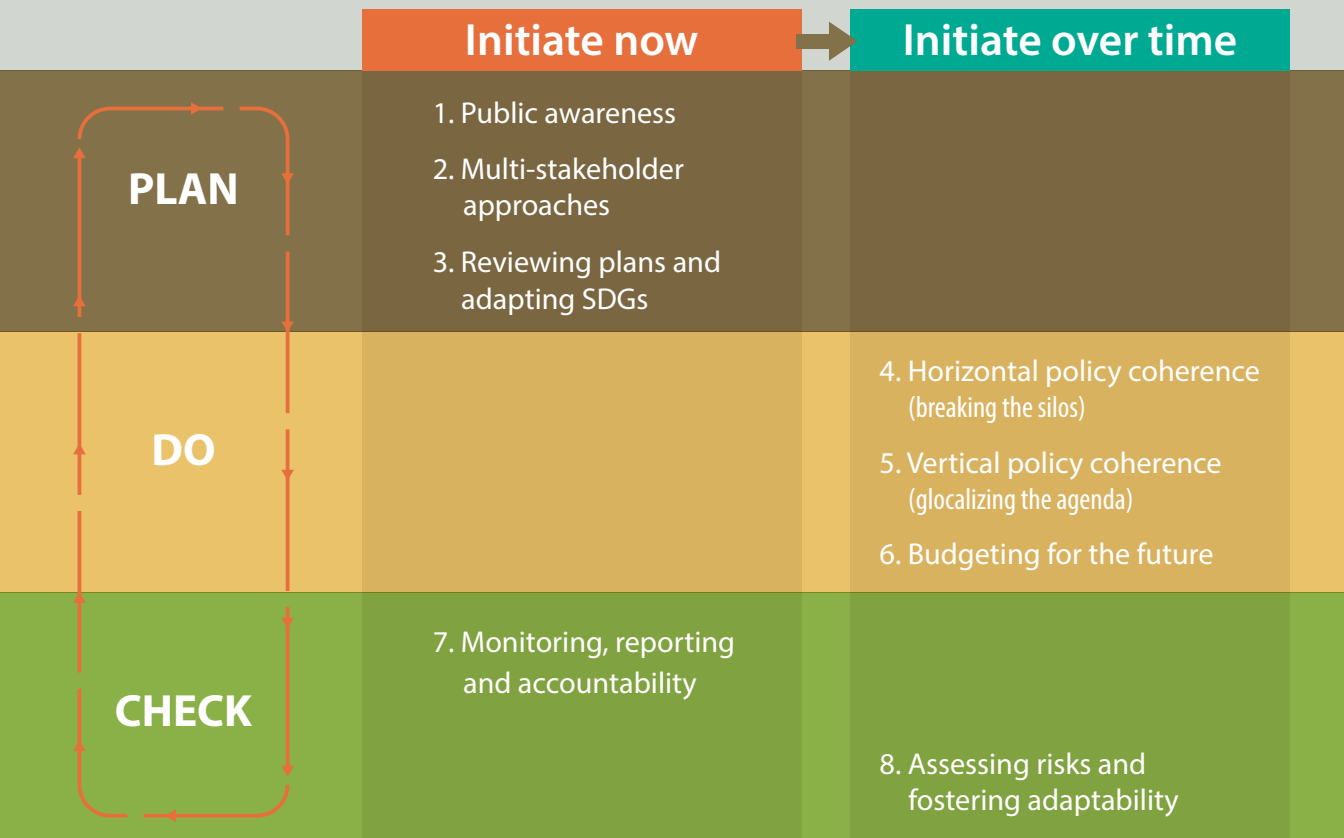 Initiate now
Initiate over time
PLAN
1. Public awareness
2. Multi-stakeholder
approaches
3. Reviewing plans and
adapting SDGs
DO
4. Horizontal policy coherence
(breaking the silos)
5. Vertical policy coherence
(glocalizing the agenda)
6. Budgeting for the future
CHECK
7. Monitoring, reporting
and accountability
8. Assessing risks and
fostering adaptability